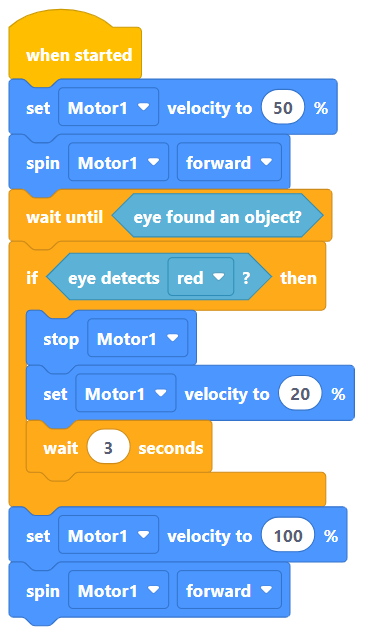 when started
set Motor1 velocity to 50 %
spin Motor1 forward
wait until eye found an object?
if eye detects red ? then
stop Motor1
set Motor1 velocity to 20 %
wait 3 seconds
set Motor1 velocity to 100 %
spin Motor1 forward